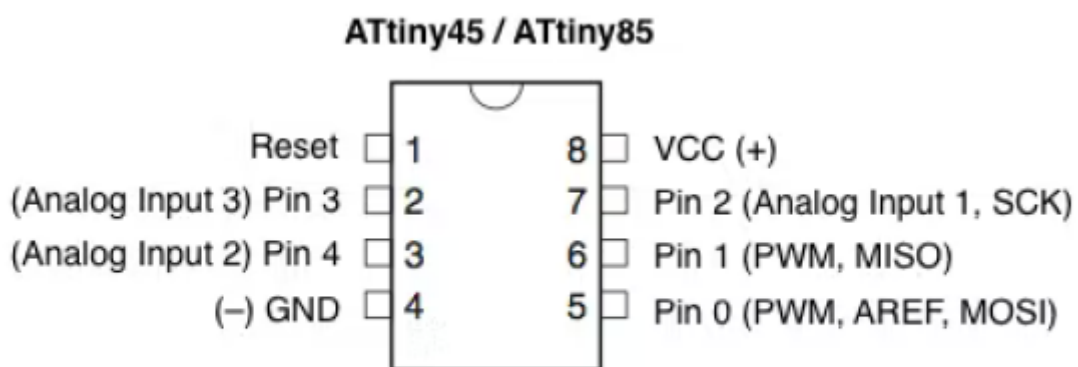 ATtiny45 / ATtiny85
Reset 1 8 VCC (+)
(Analog Input 3) Pin 3 2 7 Pin 2 (Analog Input 1, SCK)
(Analog Input 2) Pin 4 3 6 Pin 1 (PWM, MISO)
(–) GND 4 5 Pin 0 (PWM, AREF, MOSI)